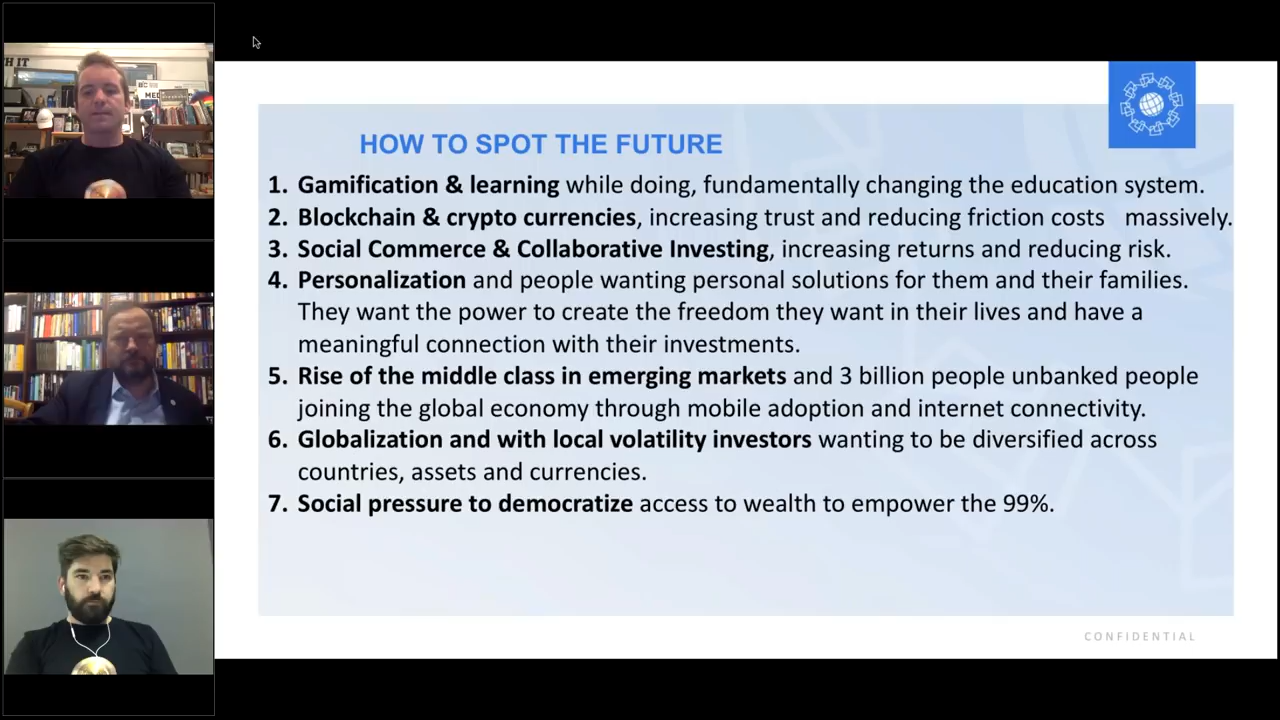 TH IT
MED
HOW TO SPOT THE FUTURE
1. Gamification & learning while doing, fundamentally changing the education system.
2. Blockchain & crypto currencies, increasing trust and reducing friction costs massively.
3. Social Commerce & Collaborative Investing, increasing returns and reducing risk.
4. Personalization and people wanting personal solutions for them and their families.
They want the power to create the freedom they want in their lives and have a
meaningful connection with their investments.
5. Rise of the middle class in emerging markets and 3 billion people unbanked people
joining the global economy through mobile adoption and internet connectivity.
6. Globalization and with local volatility investors wanting to be diversified across
countries, assets and currencies.
7. Social pressure to democratize access to wealth to empower the 99%.
CONFIDENTIAL